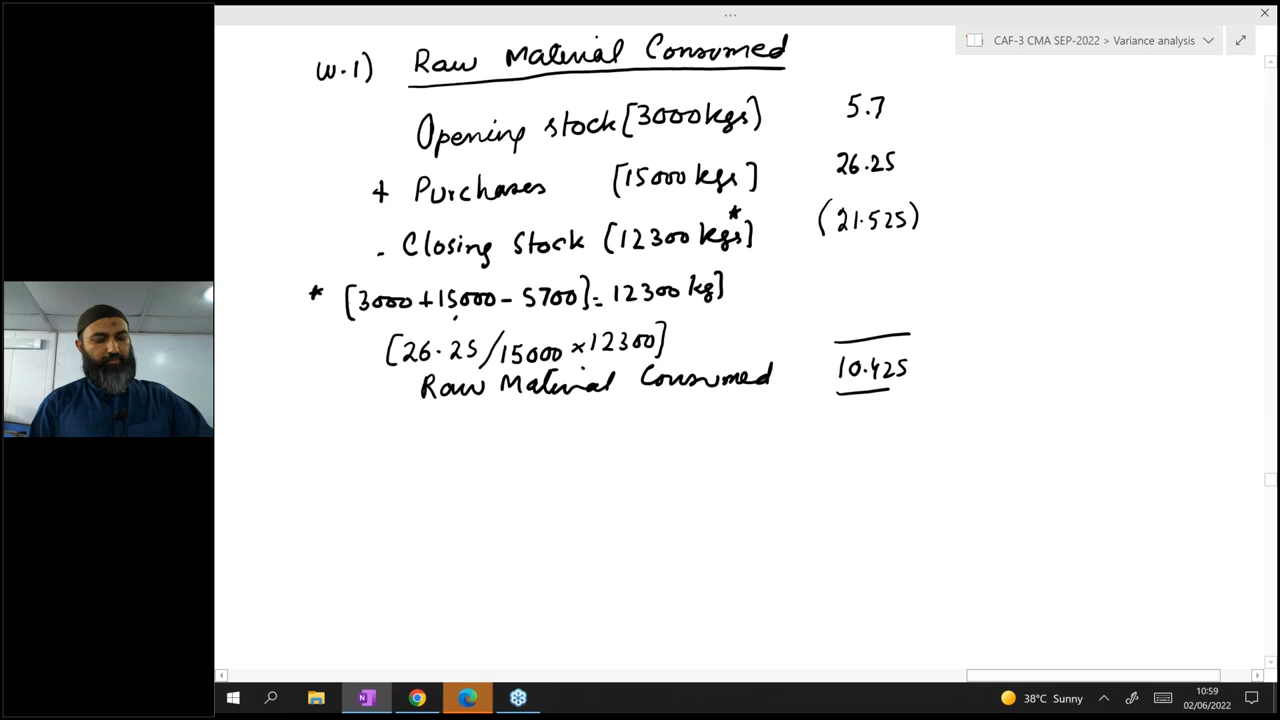 CAF-3 CMA SEP-2022 > Variance analysis
w.1) Raw Material Consumed
Opening stock [3000kgs) 5.7
+ Purchases [15000 kgs] 26.25
- Closing Stock [12300 kgs]* (21.525)
* [3000+15000-5700]= 12300 kg]
[26.25/15000×12300]
Raw Material Consumed 10.425
38°C Sunny
10:59
02/06/2022